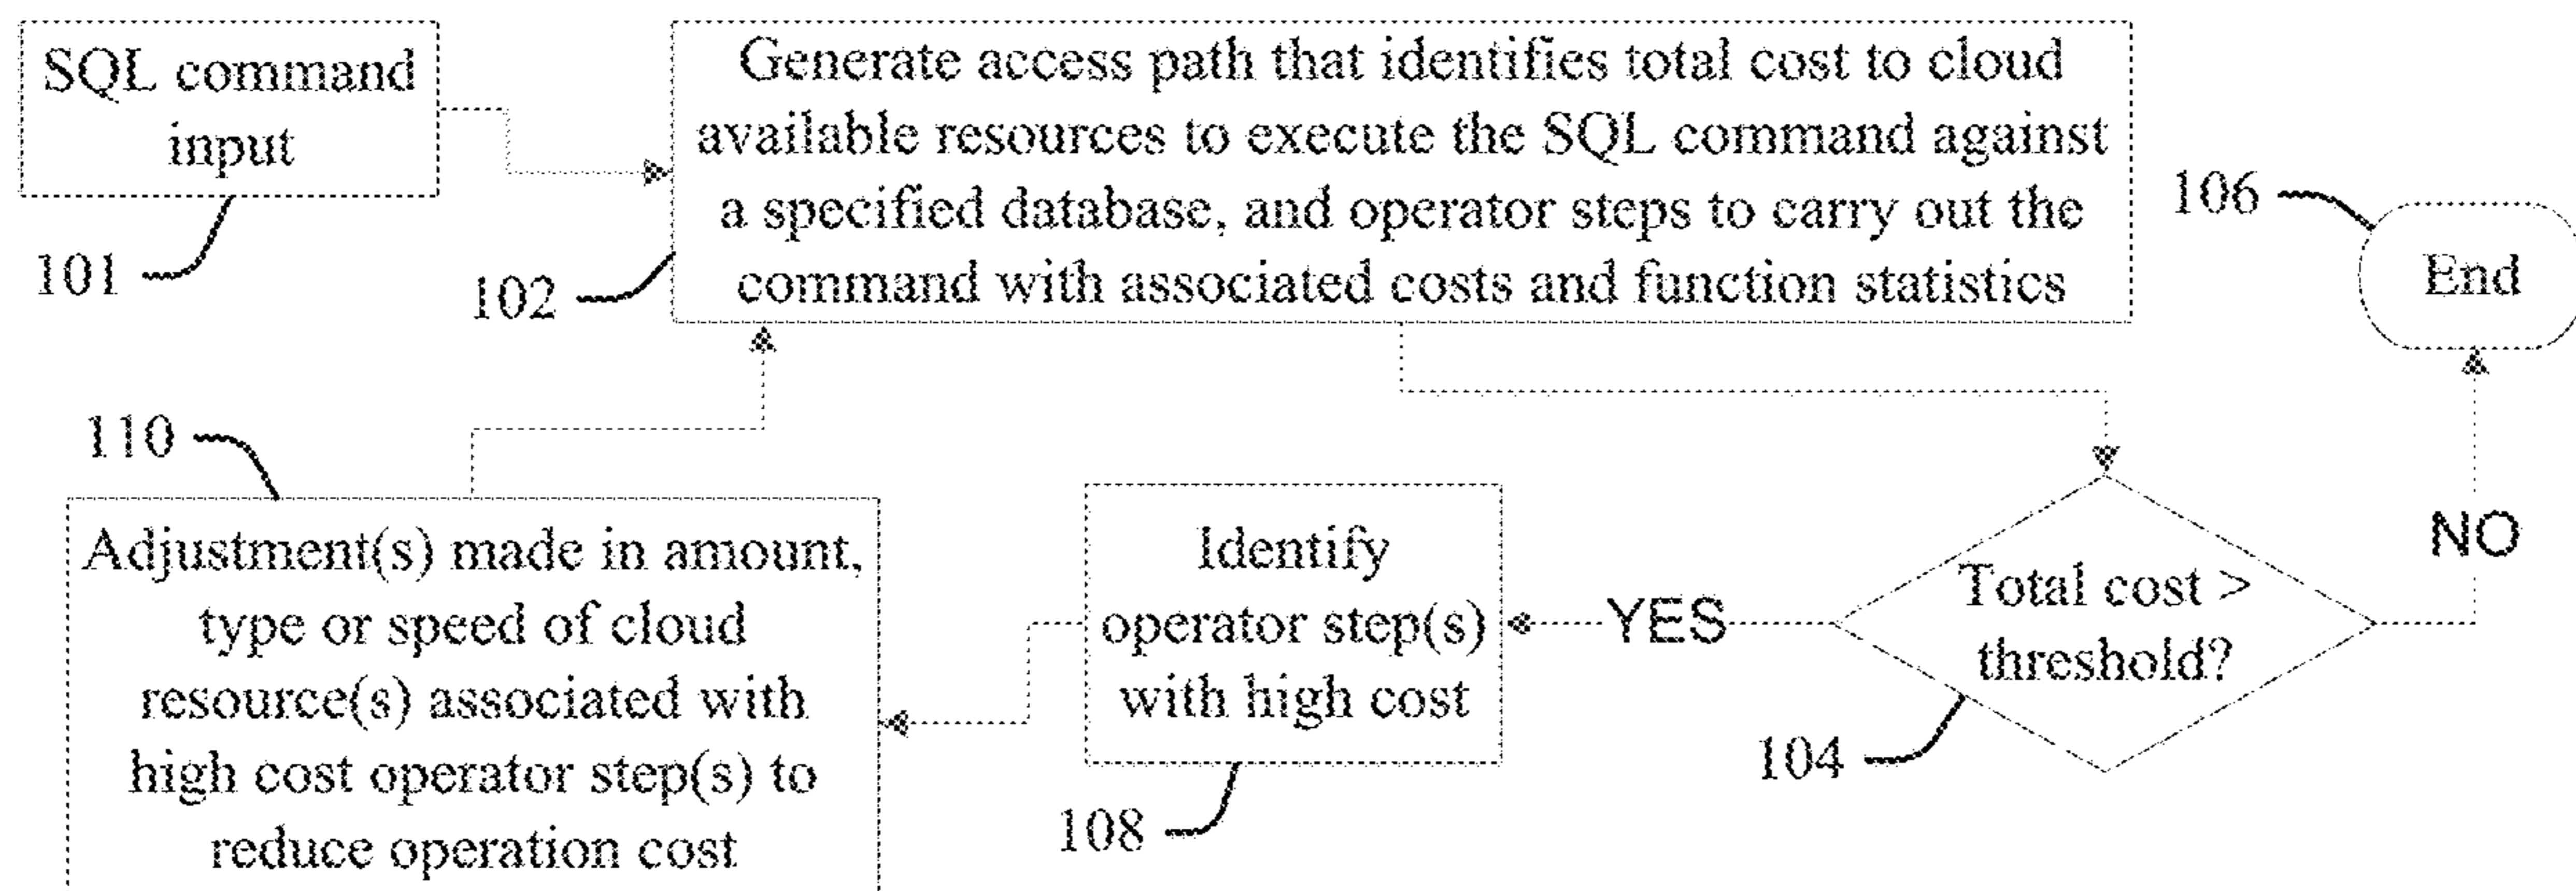 SQL command
input
101
Generate access path that identifies total cost to cloud
available resources to execute the SQL command against
a specified database, and operator steps to carry out the
command with associated costs and function statistics
102
106
End
110
Adjustment(s) made in amount,
type or speed of cloud
resource(s) associated with
high cost operator step(s) to
reduce operation cost
Identify
operator step(s)
with high cost
108
YES
Total cost >
threshold?
104
NO